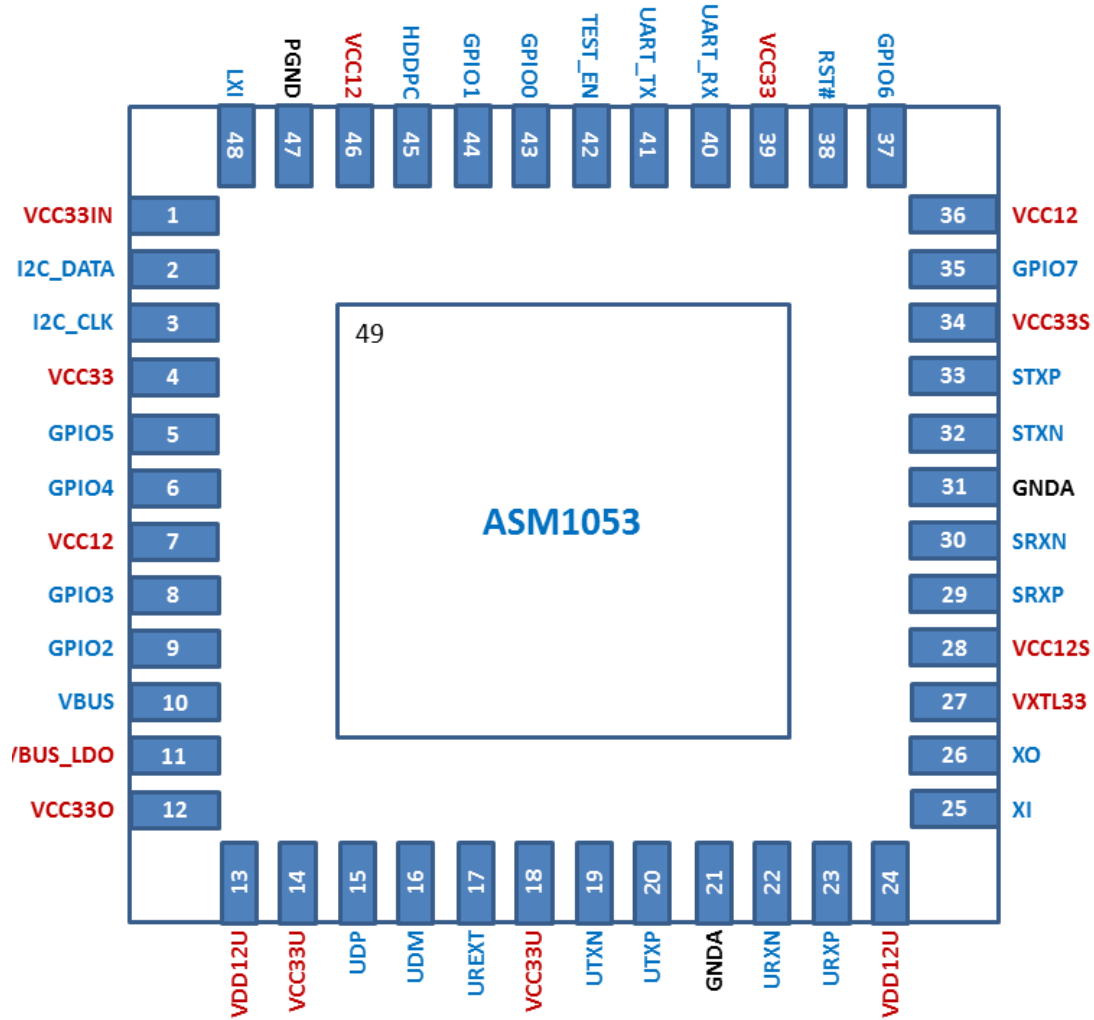 LXI
PGND
VCC12
HDDPC
GPIO1
GPIO0
TEST_EN
UART_TX
UART_RX
VCC33
RST#
GPIO6
48
47
46
45
44
43
42
41
40
39
38
37
VCC33IN 1
I2C_DATA 2
I2C_CLK 3
VCC33 4
GPIO5 5
GPIO4 6
VCC12 7
GPIO3 8
GPIO2 9
VBUS 10
VBUS_LDO 11
VCC33O 12
49
ASM1053
36 VCC12
35 GPIO7
34 VCC33S
33 STXP
32 STXN
31 GNDA
30 SRXN
29 SRXP
28 VCC12S
27 VXTL33
26 XO
25 XI
13
14
15
16
17
18
19
20
21
22
23
24
VDD12U
VCC33U
UDP
UDM
UREXT
VCC33U
UTXN
UTXP
GNDA
URXN
URXP
VDD12U